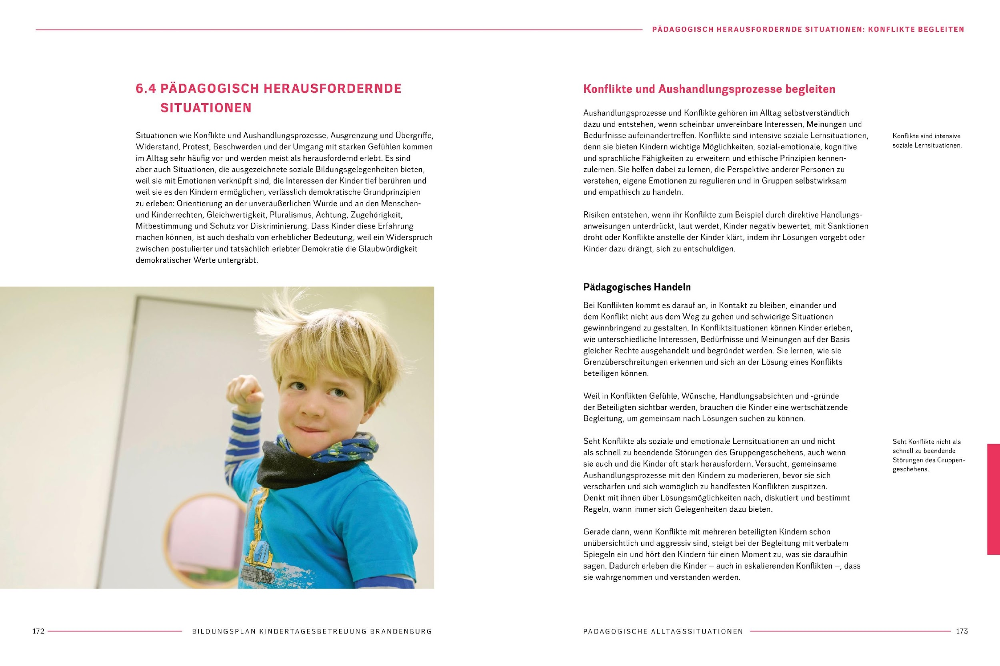 PÄDAGOGISCH HERAUSFORDERNDE SITUATIONEN: KONFLIKTE BEGLEITEN
6.4 PÄDAGOGISCH HERAUSFORDERNDE
SITUATIONEN
Situationen wie Konflikte und Aushandlungsprozesse, Ausgrenzung und Übergriffe,
Widerstand, Protest, Beschwerden und der Umgang mit starken Gefühlen kommen
im Alltag sehr häufig vor und werden meist als herausfordernd erlebt. Es sind
aber auch Situationen, die ausgezeichnete soziale Bildungsgelegenheiten bieten,
weil sie mit Emotionen verknüpft sind, die Interessen der Kinder tief berühren und
weil sie es den Kindern ermöglichen, verlässlich demokratische Grundprinzipien
zu erleben: Orientierung an der unveräußerlichen Würde und an den Menschen-
und Kinderrechten, Gleichwertigkeit, Pluralismus, Achtung, Zugehörigkeit,
Mitbestimmung und Schutz vor Diskriminierung. Dass Kinder diese Erfahrung
machen können, ist auch deshalb von erheblicher Bedeutung, weil ein Widerspruch
zwischen postulierter und tatsächlich erlebter Demokratie die Glaubwürdigkeit
demokratischer Werte untergräbt.
172
BILDUNGSPLAN KINDERTAGESBETREUUNG BRANDENBURG
Konflikte und Aushandlungsprozesse begleiten
Aushandlungsprozesse und Konflikte gehören im Alltag selbstverständlich
dazu und entstehen, wenn scheinbar unvereinbare Interessen, Meinungen und
Bedürfnisse aufeinandertreffen. Konflikte sind intensive soziale Lernsituationen,
denn sie bieten Kindern wichtige Möglichkeiten, sozial-emotionale, kognitive
und sprachliche Fähigkeiten zu erweitern und ethische Prinzipien kennen-
zulernen. Sie helfen dabei zu lernen, die Perspektive anderer Personen zu
verstehen, eigene Emotionen zu regulieren und in Gruppen selbstwirksam
und empathisch zu handeln.
Konflikte sind intensive
soziale Lernsituationen.
Risiken entstehen, wenn ihr Konflikte zum Beispiel durch direktive Handlungs-
anweisungen unterdrückt, laut werdet, Kinder negativ bewertet, mit Sanktionen
droht oder Konflikte anstelle der Kinder klärt, indem ihr Lösungen vorgebt oder
Kinder dazu drängt, sich zu entschuldigen.
Pädagogisches Handeln
Bei Konflikten kommt es darauf an, in Kontakt zu bleiben, einander und
dem Konflikt nicht aus dem Weg zu gehen und schwierige Situationen
gewinnbringend zu gestalten. In Konfliktsituationen können Kinder erleben,
wie unterschiedliche Interessen, Bedürfnisse und Meinungen auf der Basis
gleicher Rechte ausgehandelt und begründet werden. Sie lernen, wie sie
Grenzüberschreitungen erkennen und sich an der Lösung eines Konflikts
beteiligen können.
Weil in Konflikten Gefühle, Wünsche, Handlungsabsichten und -gründe
der Beteiligten sichtbar werden, brauchen die Kinder eine wertschätzende
Begleitung, um gemeinsam nach Lösungen suchen zu können.
Seht Konflikte als soziale und emotionale Lernsituationen an und nicht
als schnell zu beendende Störungen des Gruppengeschehens, auch wenn
sie euch und die Kinder oft stark herausfordern. Versucht, gemeinsame
Aushandlungsprozesse mit den Kindern zu moderieren, bevor sie sich
verschärfen und sich womöglich zu handfesten Konflikten zuspitzen.
Denkt mit ihnen über Lösungsmöglichkeiten nach, diskutiert und bestimmt
Regeln, wann immer sich Gelegenheiten dazu bieten.
Seht Konflikte nicht als
schnell zu beendende
Störungen des Gruppen-
geschehens.
Gerade dann, wenn Konflikte mit mehreren beteiligten Kindern schon
unübersichtlich und aggressiv sind, steigt bei der Begleitung mit verbalem
Spiegeln ein und hört den Kindern für einen Moment zu, was sie daraufhin
sagen. Dadurch erleben die Kinder – auch in eskalierenden Konflikten –, dass
sie wahrgenommen und verstanden werden.
PÄDAGOGISCHE ALLTAGSSITUATIONEN
173